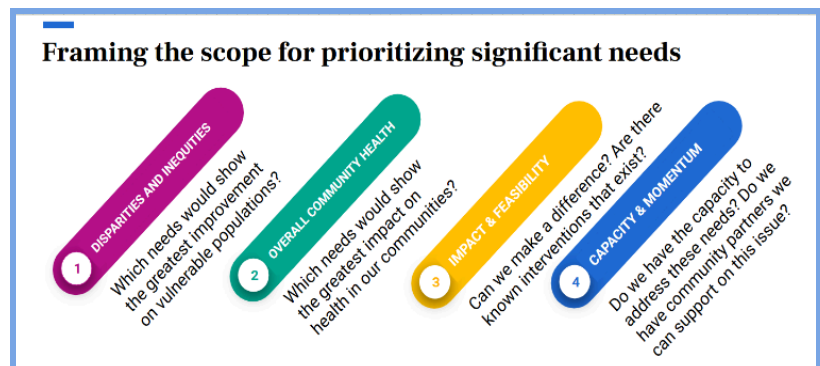 Framing the scope for prioritizing significant needs
1
DISPARITIES AND INEQUITIES
Which needs would show
the greatest improvement
on vulnerable populations?
2
OVERALL COMMUNITY HEALTH
Which needs would show
the greatest impact on
health in our communities?
3
IMPACT & FEASIBILITY
Can we make a difference? Are there
known interventions that exist?
4
CAPACITY & MOMENTUM
Do we have the capacity to
address these needs? Do we
have community partners we
can support on this issue?